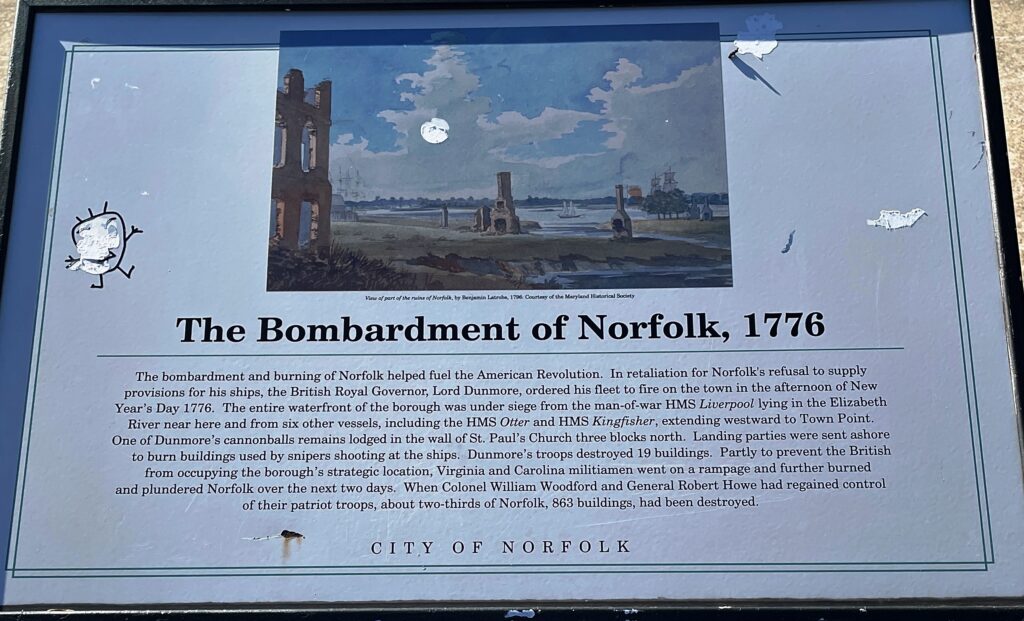 View of part of the ruins of Norfolk, by Benjamin Latrobe, 1796. Courtesy of the Maryland Historical Society
The Bombardment of Norfolk, 1776
The bombardment and burning of Norfolk helped fuel the American Revolution. In retaliation for Norfolk's refusal to supply
provisions for his ships, the British Royal Governor, Lord Dunmore, ordered his fleet to fire on the town in the afternoon of New
Year's Day 1776. The entire waterfront of the borough was under siege from the man-of-war HMS Liverpool lying in the Elizabeth
River near here and from six other vessels, including the HMS Otter and HMS Kingfisher, extending westward to Town Point.
One of Dunmore's cannonballs remains lodged in the wall of St. Paul's Church three blocks north. Landing parties were sent ashore
to burn buildings used by snipers shooting at the ships. Dunmore's troops destroyed 19 buildings. Partly to prevent the British
from occupying the borough's strategic location, Virginia and Carolina militiamen went on a rampage and further burned
and plundered Norfolk over the next two days. When Colonel William Woodford and General Robert Howe had regained control
of their patriot troops, about two-thirds of Norfolk, 863 buildings, had been destroyed.
CITY OF NORFOLK